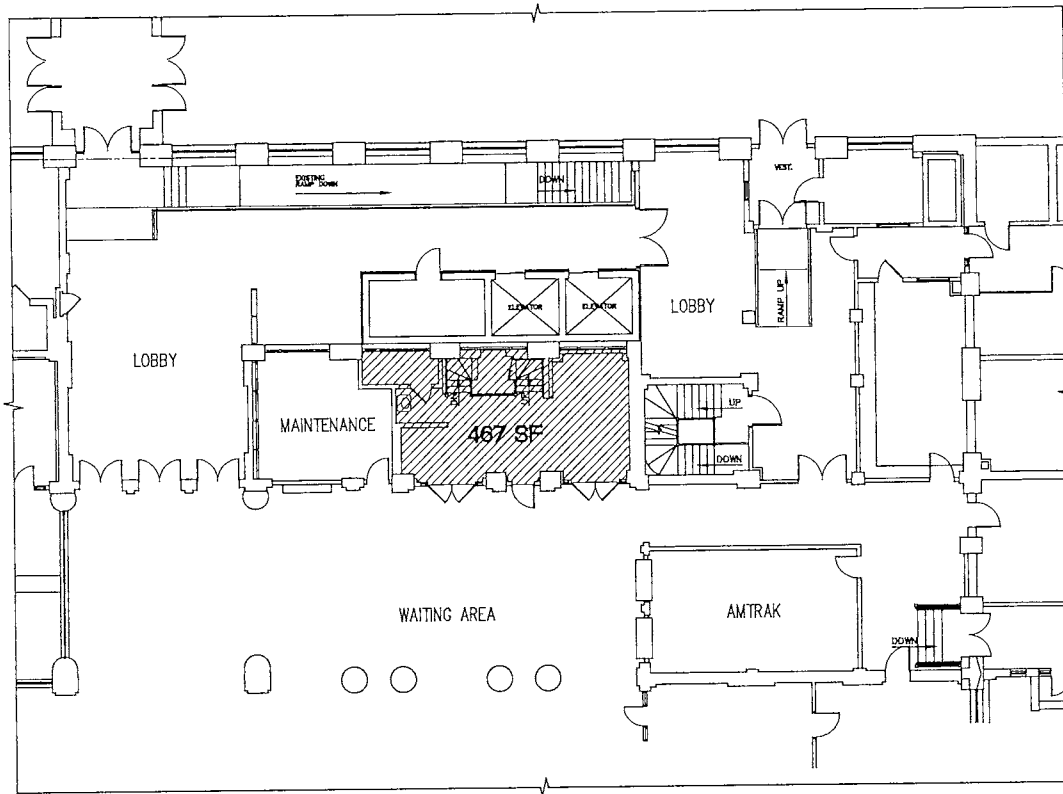 EXISTING
RAMP DOWN
DOWN
VEST.
ELEVATOR
ELEVATOR
LOBBY
RAMP UP
LOBBY
MAINTENANCE
467 SF
UP
DOWN
WAITING AREA
AMTRAK
DOWN